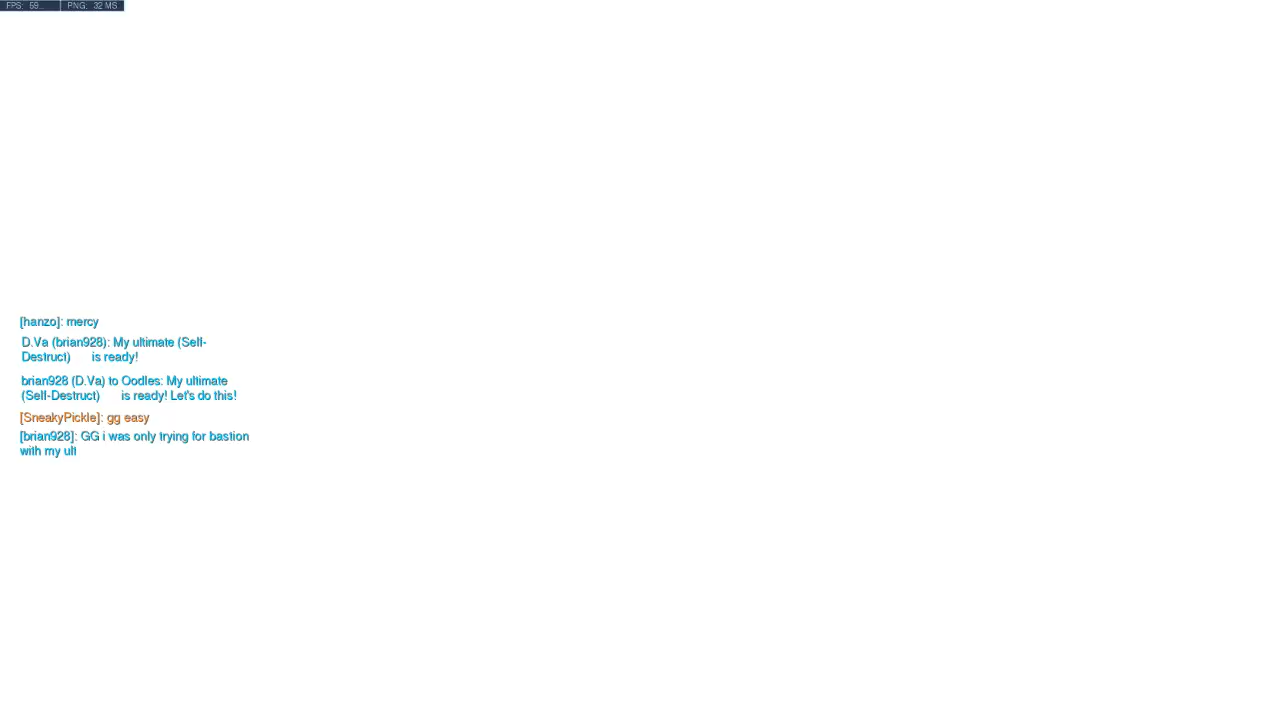 FPS: 59... PNG: 32 MS
[hanzo]: mercy
D.Va (brian928): My ultimate (Self-
Destruct) is ready!
brian928 (D.Va) to Oodles: My ultimate
(Self-Destruct) is ready! Let's do this!
[SneakyPickle]: gg easy
[brian928]: GG i was only trying for bastion
with my ult